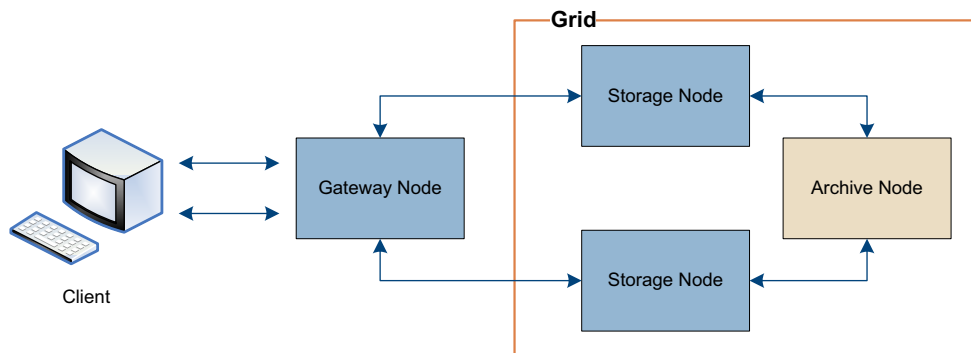 Grid
Storage Node
Gateway Node
Archive Node
Storage Node
Client